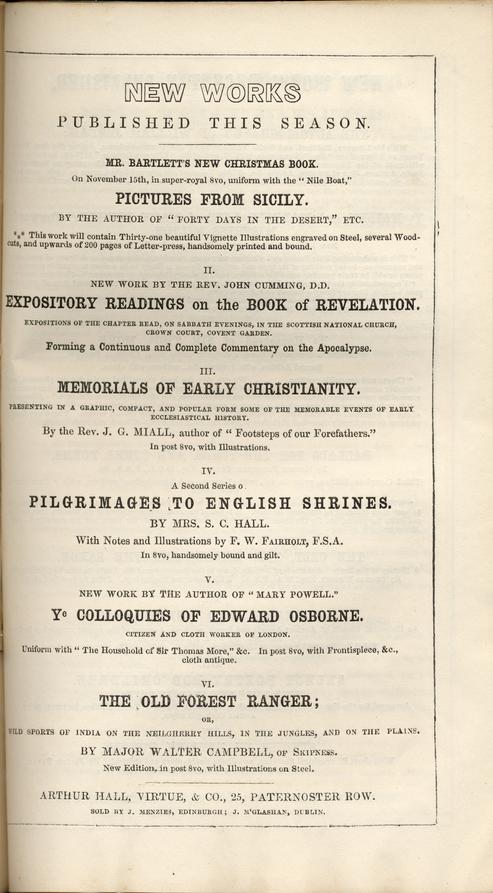 NEW WORKS
PUBLISHED THIS SEASON.
MR. BARTLETT'S NEW CHRISTMAS BOOK.
On November 15th, in super-royal 8vo, uniform with the "Nile Boat,"
PICTURES FROM SICILY.
BY THE AUTHOR OF "FORTY DAYS IN THE DESERT," ETC.
*** This work will contain Thirty-one beautiful Vignette Illustrations engraved on Steel, several Wood-
cuts, and upwards of 200 pages of Letter-press, handsomely printed and bound.
II.
NEW WORK BY THE REV. JOHN CUMMING, D.D.
EXPOSITORY READINGS on the BOOK of REVELATION.
EXPOSITIONS OF THE CHAPTER READ, ON SABBATH EVENINGS, IN THE SCOTTISH NATIONAL CHURCH,
CROWN COURT, COVENT GARDEN.
Forming a Continuous and Complete Commentary on the Apocalypse.
III.
MEMORIALS OF EARLY CHRISTIANITY.
PRESENTING IN A GRAPHIC, COMPACT, AND POPULAR FORM SOME OF THE MEMORABLE EVENTS OF EARLY
ECCLESIASTICAL HISTORY.
By the Rev. J. G. MIALL, author of "Footsteps of our Forefathers."
In post 8vo, with Illustrations.
IV.
A Second Series o
PILGRIMAGES TO ENGLISH SHRINES.
BY MRS. S. C. HALL.
With Notes and Illustrations by F. W. FAIRHOLT, F.S.A.
In 8vo, handsomely bound and gilt.
V.
NEW WORK BY THE AUTHOR OF "MARY POWELL."
Ye COLLOQUIES OF EDWARD OSBORNE.
CITIZEN AND CLOTH WORKER OF LONDON.
Uniform with "The Household of Sir Thomas More," &c. In post 8vo, with Frontispiece, &c.,
cloth antique.
VI.
THE OLD FOREST RANGER;
OR,
WILD SPORTS OF INDIA ON THE NEILGHERRY HILLS, IN THE JUNGLES, AND ON THE PLAINS.
BY MAJOR WALTER CAMPBELL, OF SKIPNESS.
New Edition, in post 8vo, with Illustrations on Steel.
ARTHUR HALL, VIRTUE, & CO., 25, PATERNOSTER ROW.
SOLD BY J. MENZIES, EDINBURGH; J. M'GLASHAN, DUBLIN.